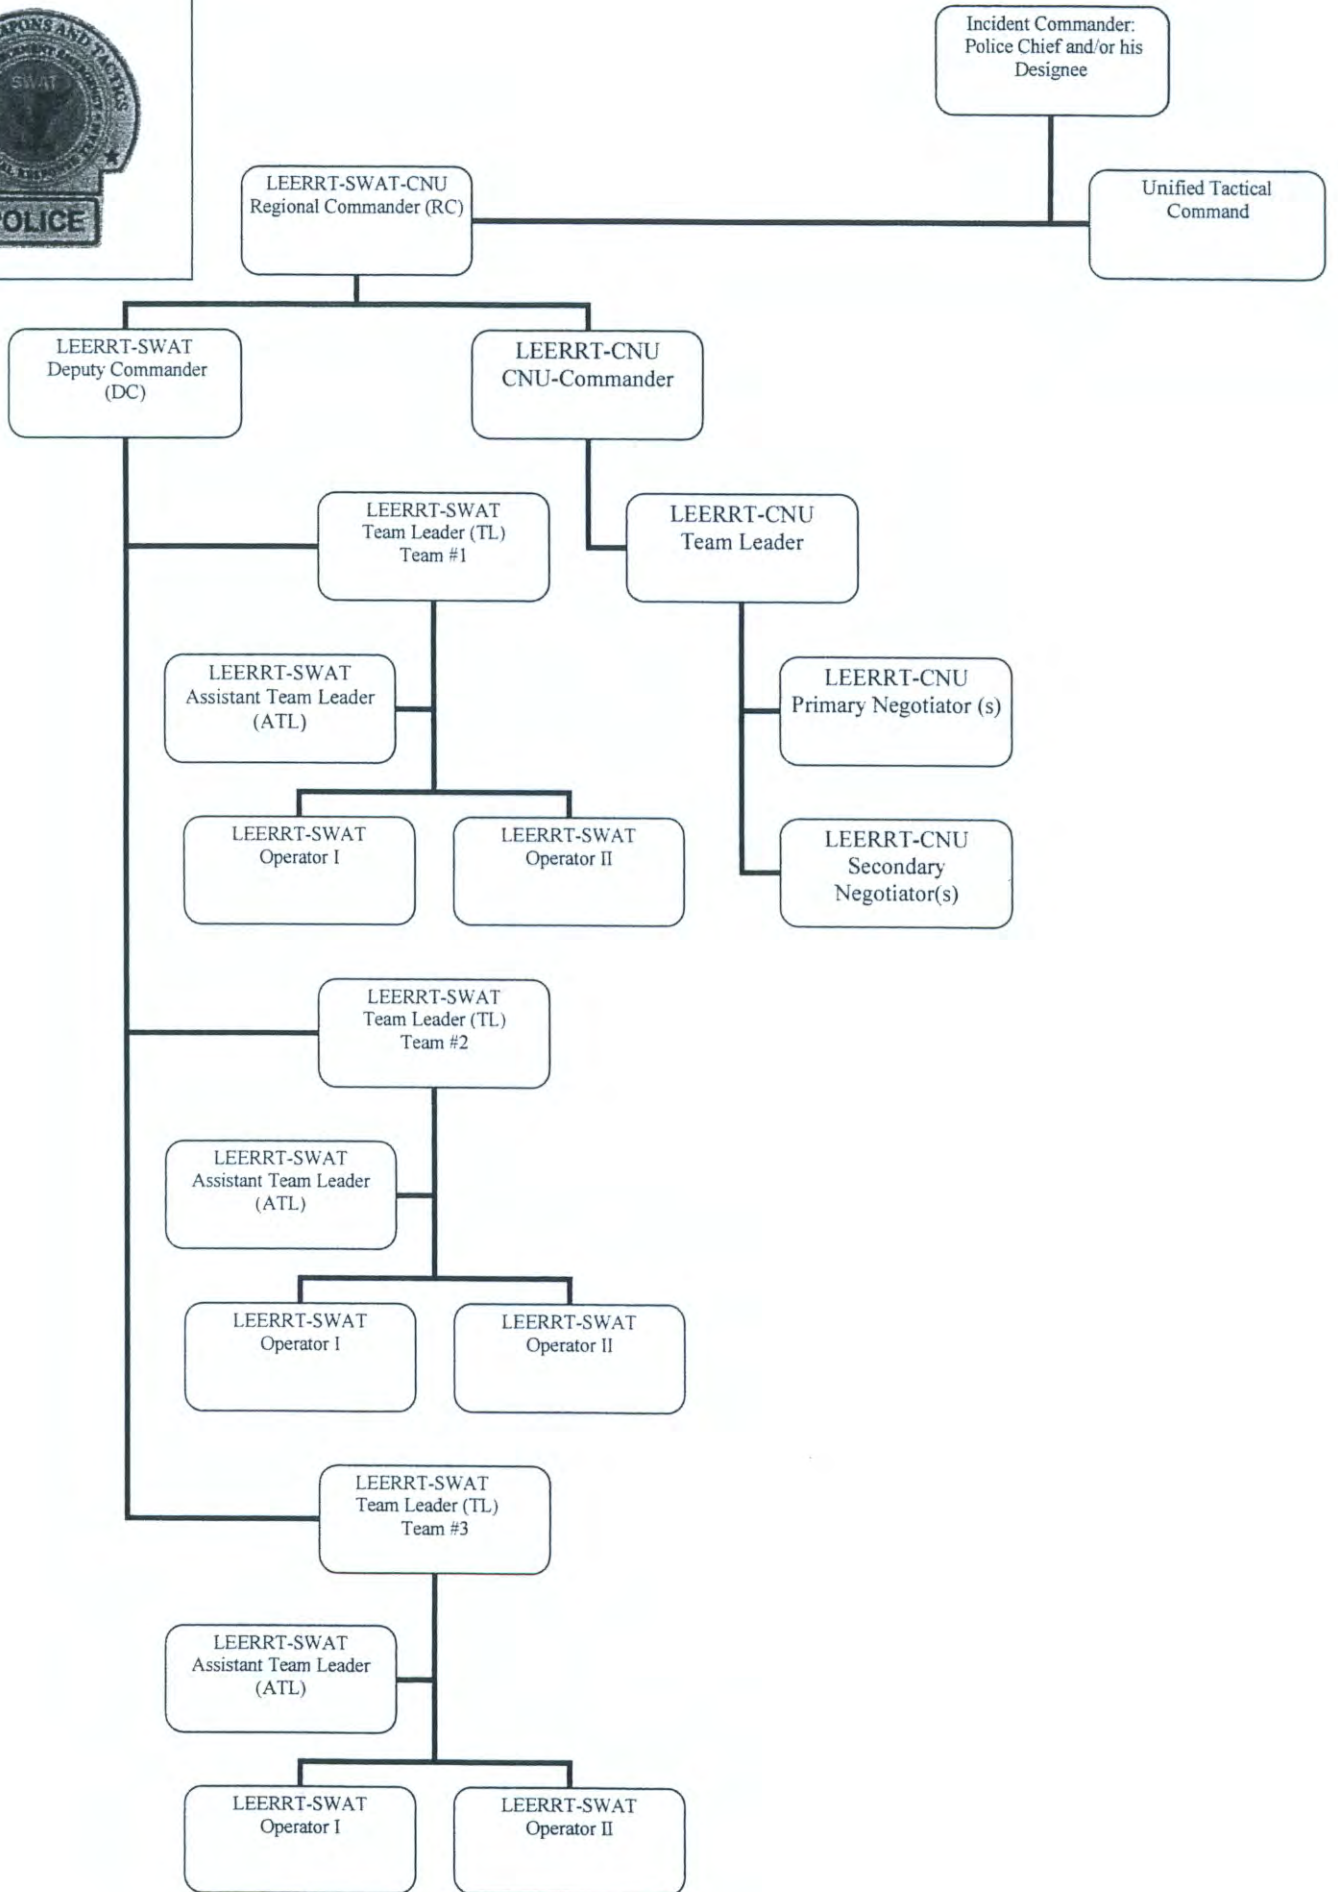 APONS AND TACTICS
SWAT
POLICE
Incident Commander:
Police Chief and/or his
Designee
LEERRT-SWAT-CNU
Regional Commander (RC)
Unified Tactical
Command
LEERRT-SWAT
Deputy Commander
(DC)
LEERRT-CNU
CNU-Commander
LEERRT-SWAT
Team Leader (TL)
Team #1
LEERRT-CNU
Team Leader
LEERRT-SWAT
Assistant Team Leader
(ATL)
LEERRT-CNU
Primary Negotiator (s)
LEERRT-SWAT
Operator I
LEERRT-SWAT
Operator II
LEERRT-CNU
Secondary
Negotiator(s)
LEERRT-SWAT
Team Leader (TL)
Team #2
LEERRT-SWAT
Assistant Team Leader
(ATL)
LEERRT-SWAT
Operator I
LEERRT-SWAT
Operator II
LEERRT-SWAT
Team Leader (TL)
Team #3
LEERRT-SWAT
Assistant Team Leader
(ATL)
LEERRT-SWAT
Operator I
LEERRT-SWAT
Operator II